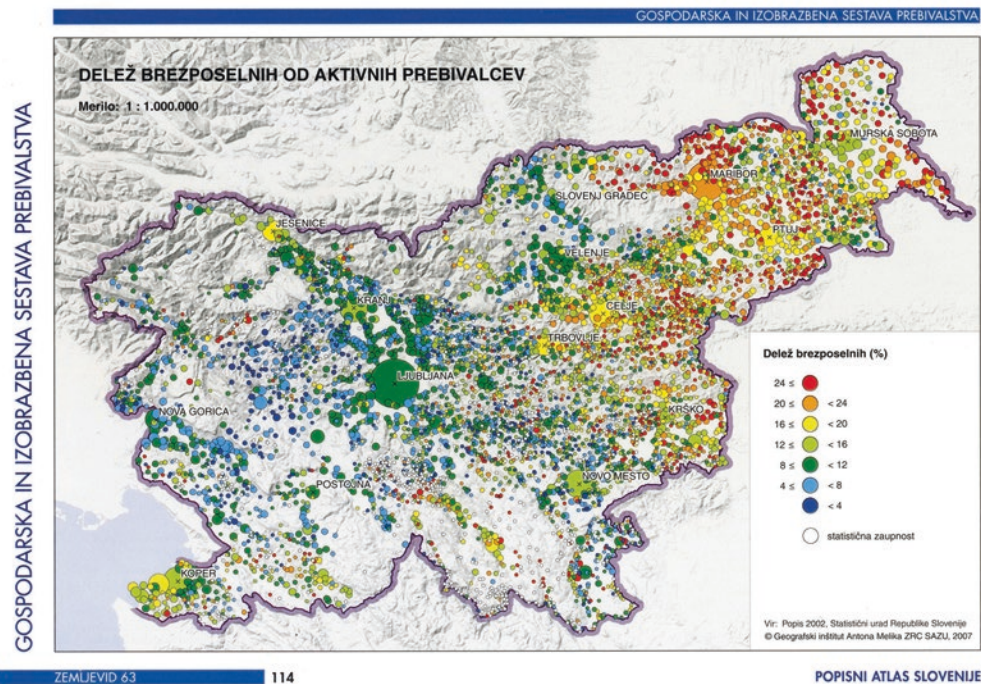 GOSPODARSKA IN IZOBRAZBENA SESTAVA PREBIVALSTVA
GOSPODARSKA IN IZOBRAZBENA SESTAVA PREBIVALSTVA
DELEŽ BREZPOSELNIH OD AKTIVNIH PREBIVALCEV
Merilo: 1 : 1.000.000
MURSKA SOBOTA
MARIBOR
SLOVENJ GRADEC
PTUJ
JESENICE
VELENJE
KRANJ
CELJE
TRBOVLJE
LJUBLJANA
NOVA GORICA
KRŠKO
POSTOJNA
NOVO MESTO
KOPER
Delež brezposelnih (%)
24 ≤
20 ≤ < 24
16 ≤ < 20
12 ≤ < 16
8 ≤ < 12
4 ≤ < 8
< 4
statistična zaupnost
Vir: Popis 2002, Statistični urad Republike Slovenije
© Geografski inštitut Antona Melika ZRC SAZU, 2007
ZEMLJEVID 63 114 POPISNI ATLAS SLOVENIJE